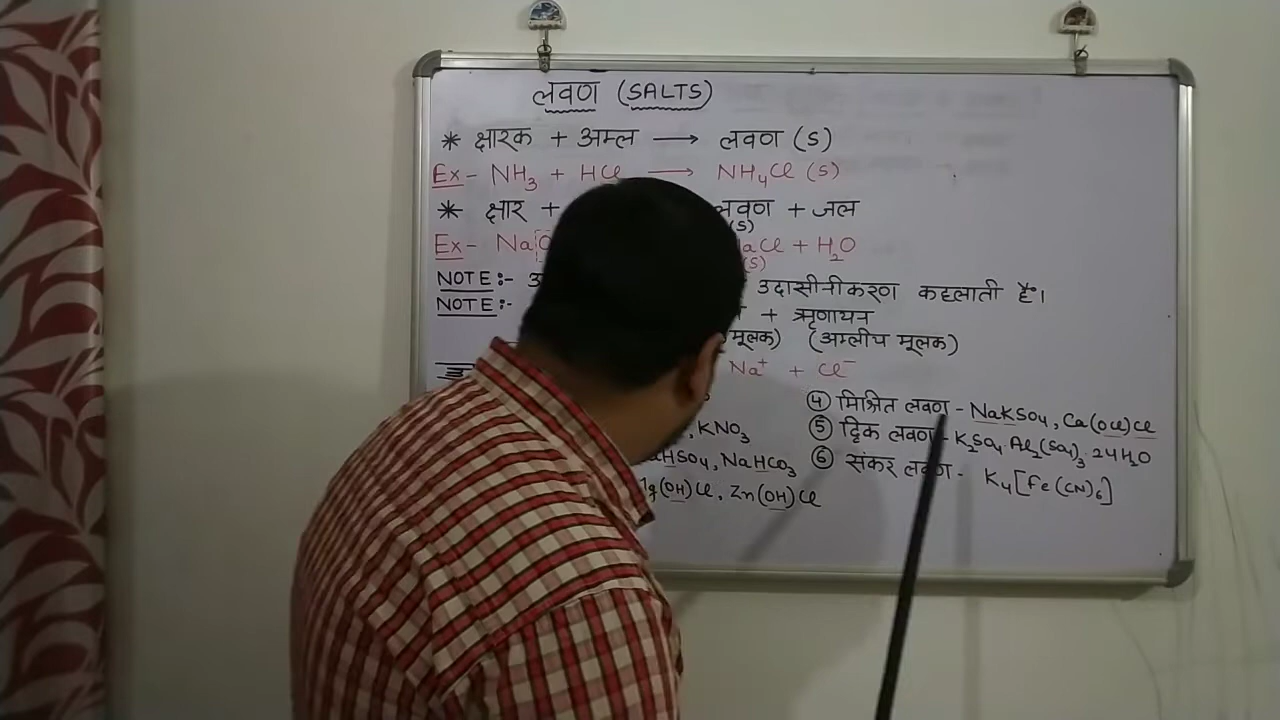 लवण (SALTS)
* क्षारक + अम्ल → लवण (S)
Ex- NH3 + HCl → NH4Cl (S)
* क्षार + लवण + जल
(S)
Ex- Na Cl + H2O
(S)
NOTE:- उदासीनीकरण कहलाती है।
NOTE:- + ऋणायन
मूलक) (अम्लीय मूलक)
Na+ + Cl-
, KNO3
HSO4, NaHCO3
(OH)Cl, Zn(OH)Cl
④ मिश्रित लवण - NaKSO4, Ca(OCl)Cl
⑤ द्विक लवण - K2SO4.Al2(SO4)3.24H2O
⑥ संकर लवण - K4[Fe(CN)6]